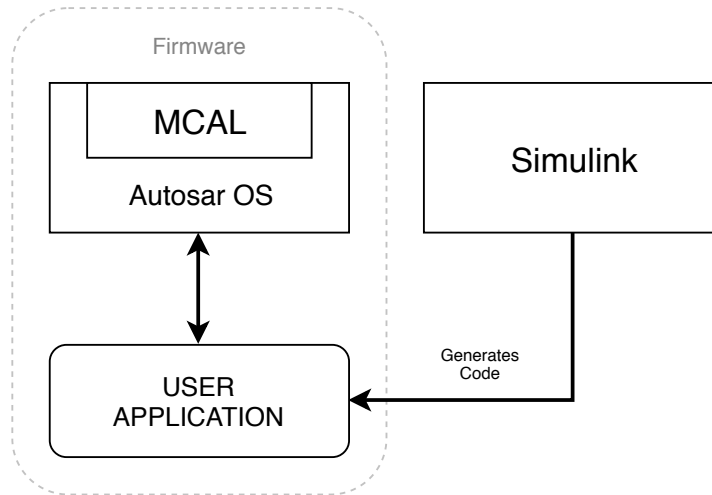 Firmware
MCAL
Autosar OS
Simulink
Generates
Code
USER
APPLICATION